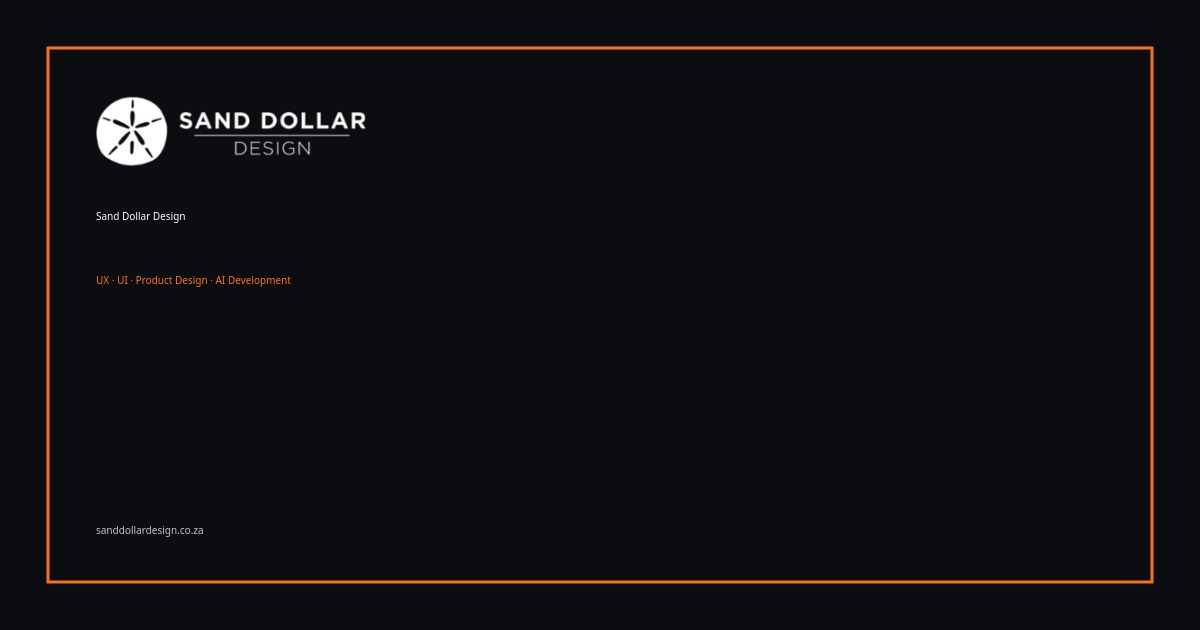 SAND DOLLAR
DESIGN
Sand Dollar Design
UX · UI · Product Design · AI Development
sanddollardesign.co.za